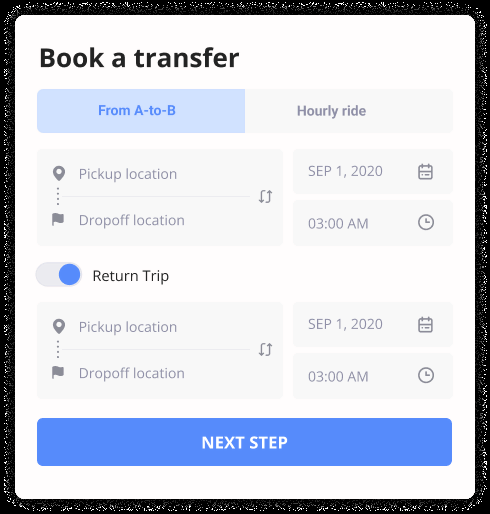 Book a transfer
From A-to-B
Hourly ride
Pickup location
SEP 1, 2020
Dropoff location
03:00 AM
Return Trip
Pickup location
SEP 1, 2020
Dropoff location
03:00 AM
NEXT STEP